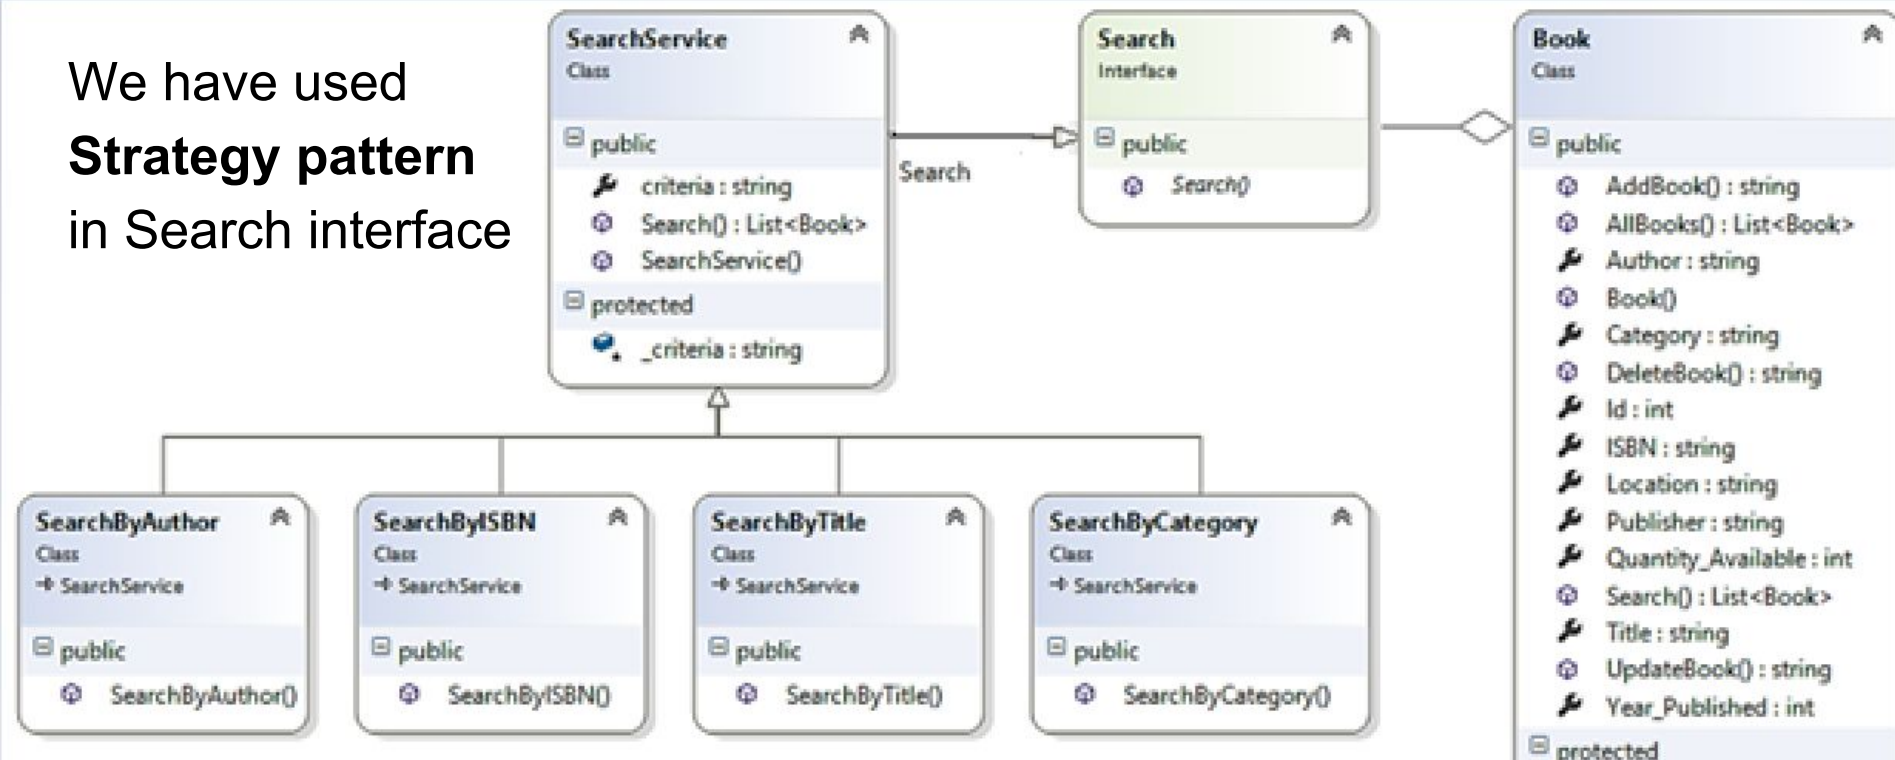 We have used
Strategy pattern
in Search interface
SearchService
Class
public
criteria : string
Search() : List<Book>
SearchService()
protected
_criteria : string
Search
Search
Interface
public
Search()
Book
Class
public
AddBook() : string
AllBooks() : List<Book>
Author : string
Book()
Category : string
DeleteBook() : string
Id : int
ISBN : string
Location : string
Publisher : string
Quantity_Available : int
Search() : List<Book>
Title : string
UpdateBook() : string
Year_Published : int
protected
SearchByAuthor
Class
SearchService
public
SearchByAuthor()
SearchByISBN
Class
SearchService
public
SearchByISBN()
SearchByTitle
Class
SearchService
public
SearchByTitle()
SearchByCategory
Class
SearchService
public
SearchByCategory()